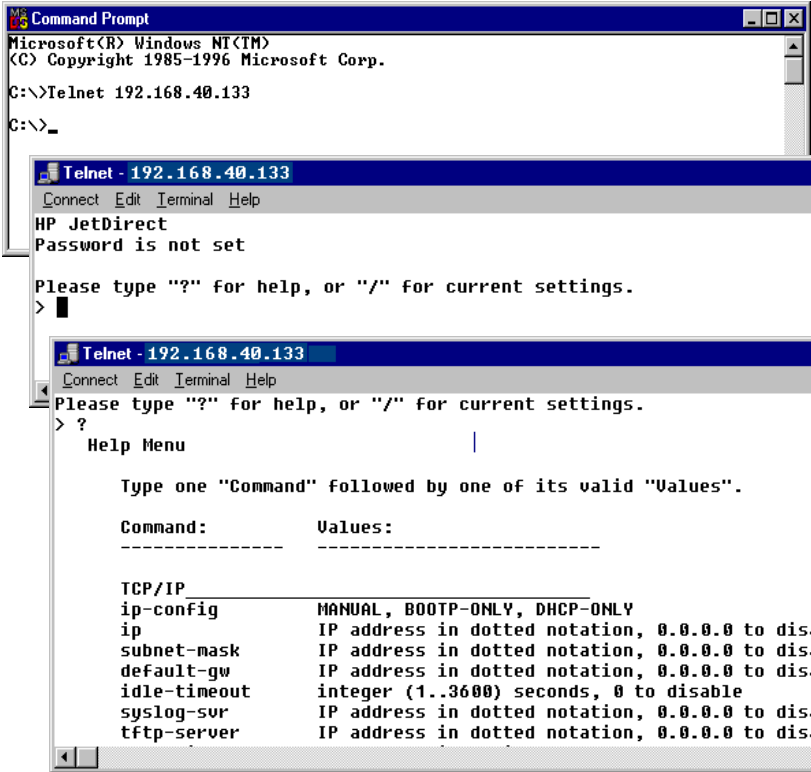 Command Prompt
Microsoft(R) Windows NT(TM)
(C) Copyright 1985-1996 Microsoft Corp.
C:\>Telnet 192.168.40.133
C:\>_
Telnet - 192.168.40.133
Connect Edit Terminal Help
HP JetDirect
Password is not set
Please type "?" for help, or "/" for current settings.
>
Telnet - 192.168.40.133
Connect Edit Terminal Help
Please type "?" for help, or "/" for current settings.
> ?
Help Menu
Type one "Command" followed by one of its valid "Values".
Command: Values:
--------------- --------------------------
TCP/IP_____________________________________
ip-config MANUAL, BOOTP-ONLY, DHCP-ONLY
ip IP address in dotted notation, 0.0.0.0 to dis
subnet-mask IP address in dotted notation, 0.0.0.0 to dis
default-gw IP address in dotted notation, 0.0.0.0 to dis
idle-timeout integer (1..3600) seconds, 0 to disable
syslog-svr IP address in dotted notation, 0.0.0.0 to dis
tftp-server IP address in dotted notation, 0.0.0.0 to dis